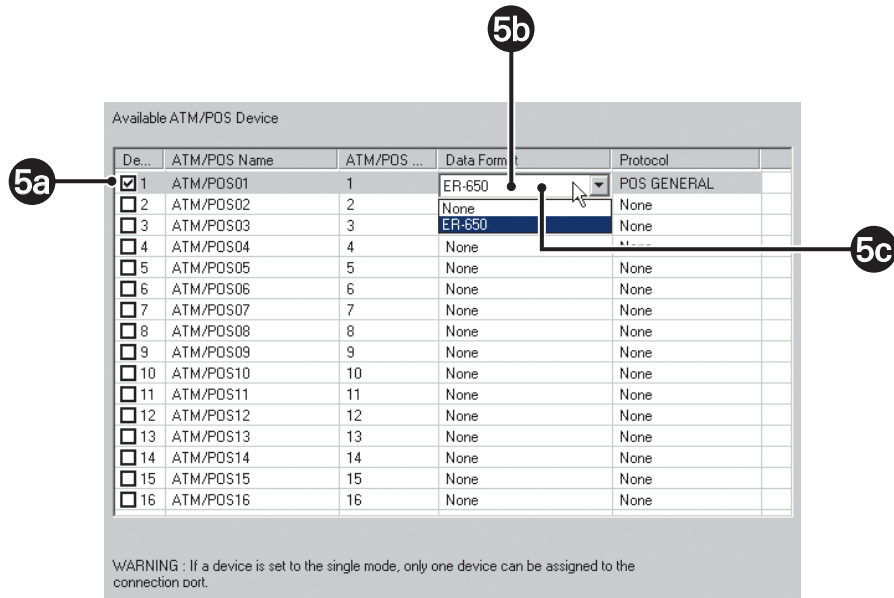 5b
Available ATM/POS Device
De... ATM/POS Name ATM/POS ... Data Format Protocol
5a
1 ATM/POS01 1 ER-650 POS GENERAL
2 ATM/POS02 2 None None
3 ATM/POS03 3 ER-650 None
4 ATM/POS04 4 None
5c
5 ATM/POS05 5 None None
6 ATM/POS06 6 None None
7 ATM/POS07 7 None None
8 ATM/POS08 8 None None
9 ATM/POS09 9 None None
10 ATM/POS10 10 None None
11 ATM/POS11 11 None None
12 ATM/POS12 12 None None
13 ATM/POS13 13 None None
14 ATM/POS14 14 None None
15 ATM/POS15 15 None None
16 ATM/POS16 16 None None
WARNING : If a device is set to the single mode, only one device can be assigned to the
connection port.